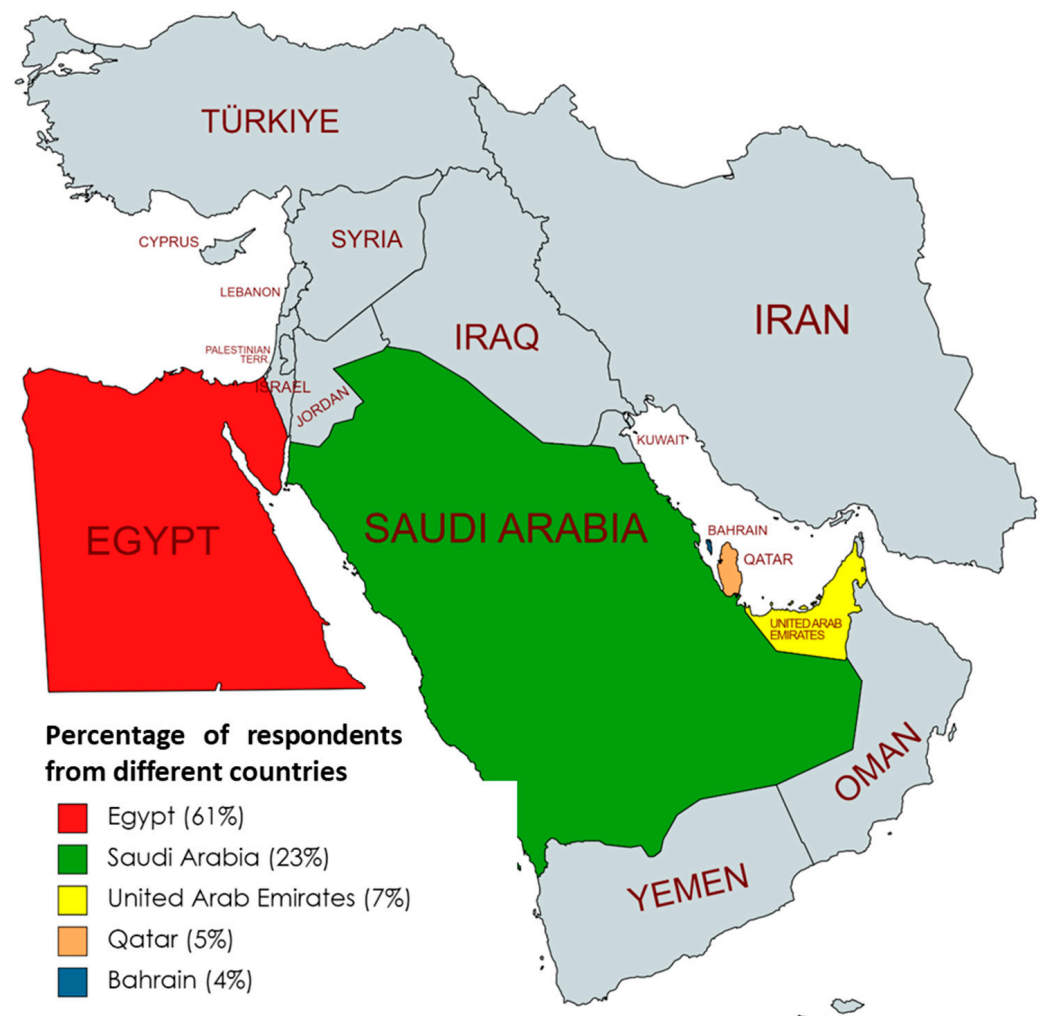 TÜRKIYE
CYPRUS
SYRIA
LEBANON
IRAQ
IRAN
PALESTINIAN
TERR.
ISRAEL
JORDAN
KUWAIT
EGYPT
SAUDI ARABIA
BAHRAIN
QATAR
UNITED ARAB
EMIRATES
OMAN
YEMEN
Percentage of respondents
from different countries
Egypt (61%)
Saudi Arabia (23%)
United Arab Emirates (7%)
Qatar (5%)
Bahrain (4%)